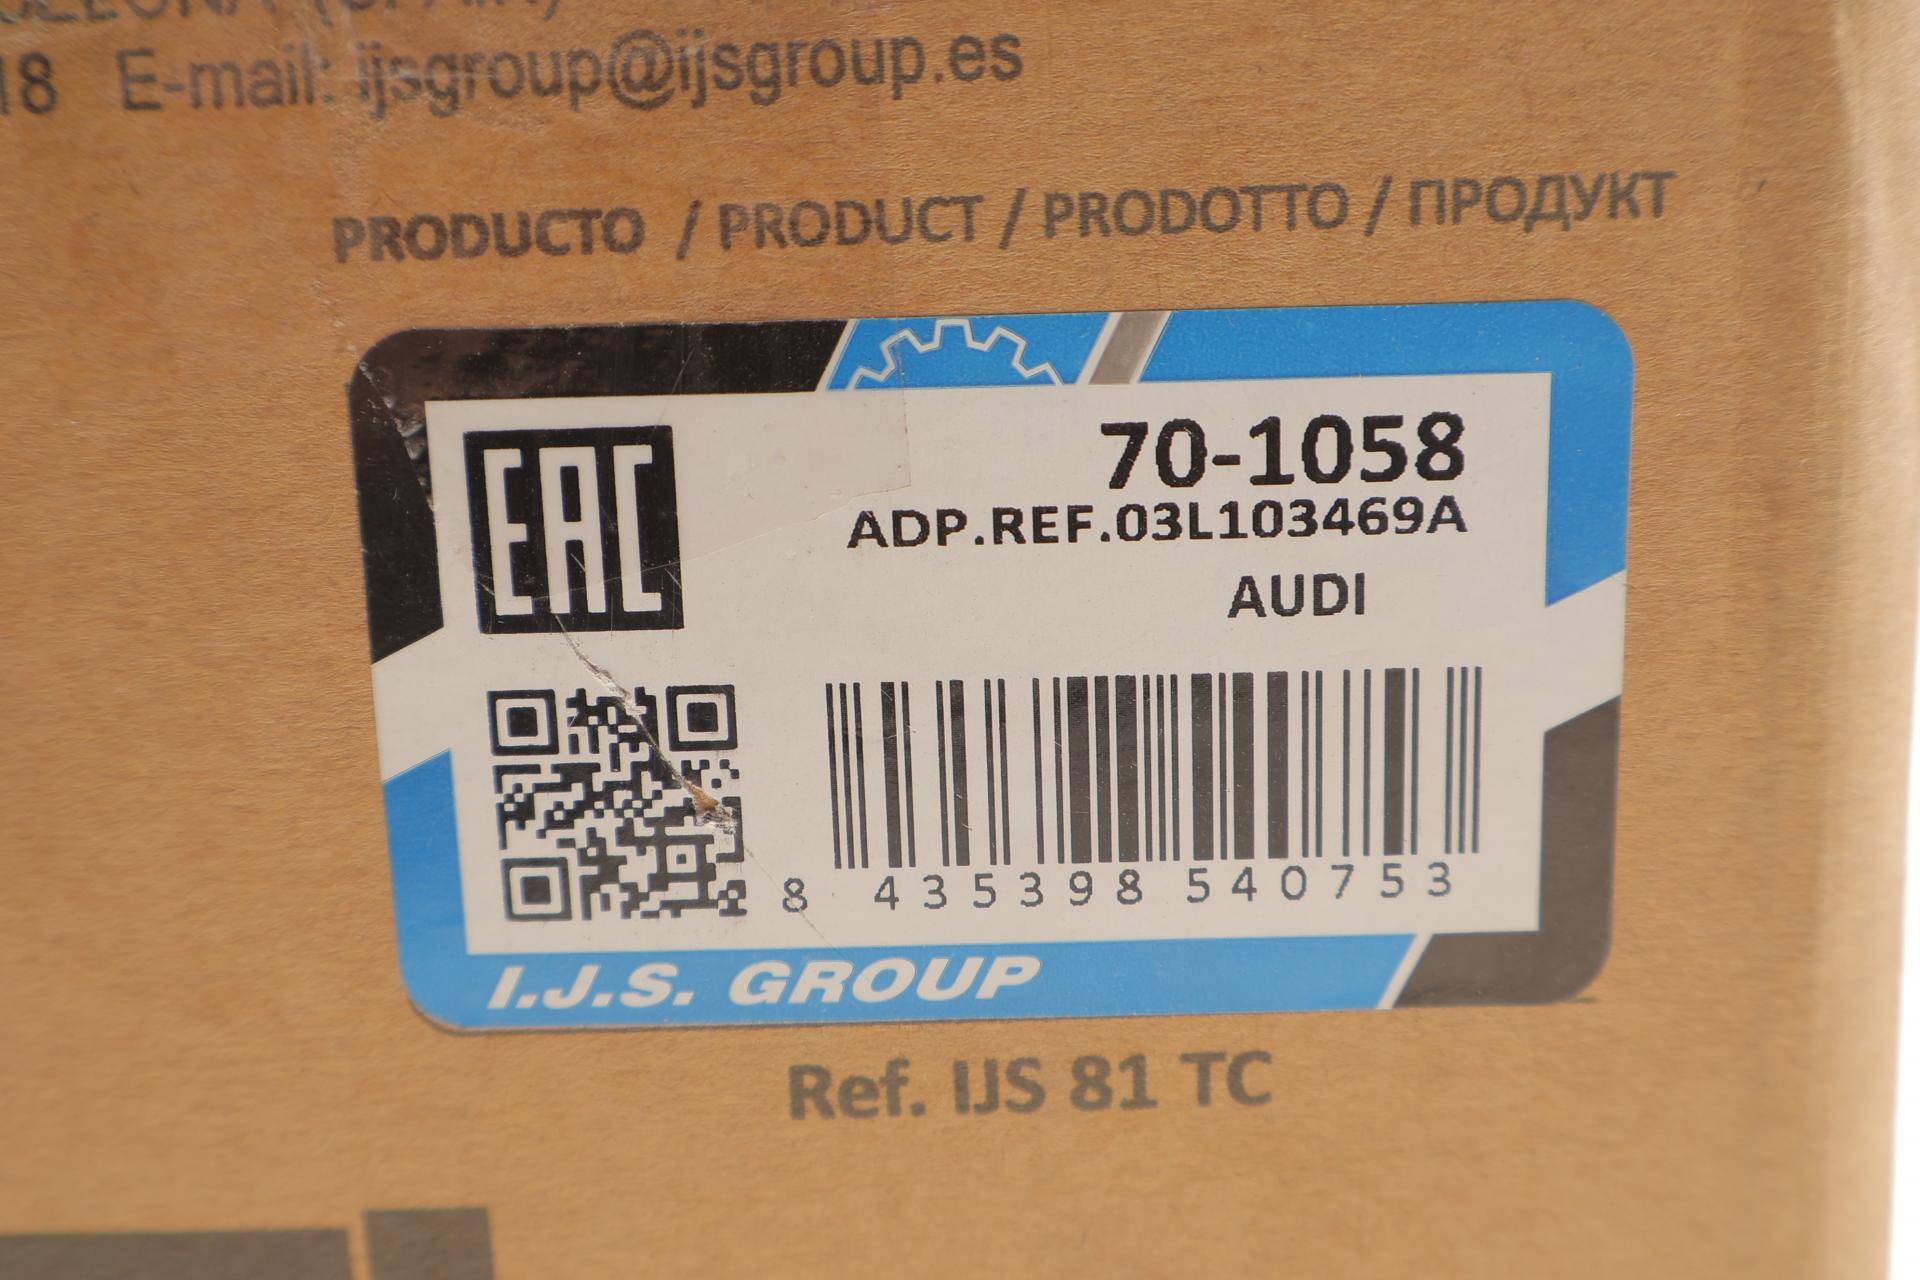 18 E-mail: ijsgroup@ijsgroup.es
PRODUCTO / PRODUCT / PRODOTTO / ПРОДУКТ
EAC
70-1058
ADP.REF.03L103469A
AUDI
8 435398 540753
I.J.S. GROUP
Ref. IJS 81 TC